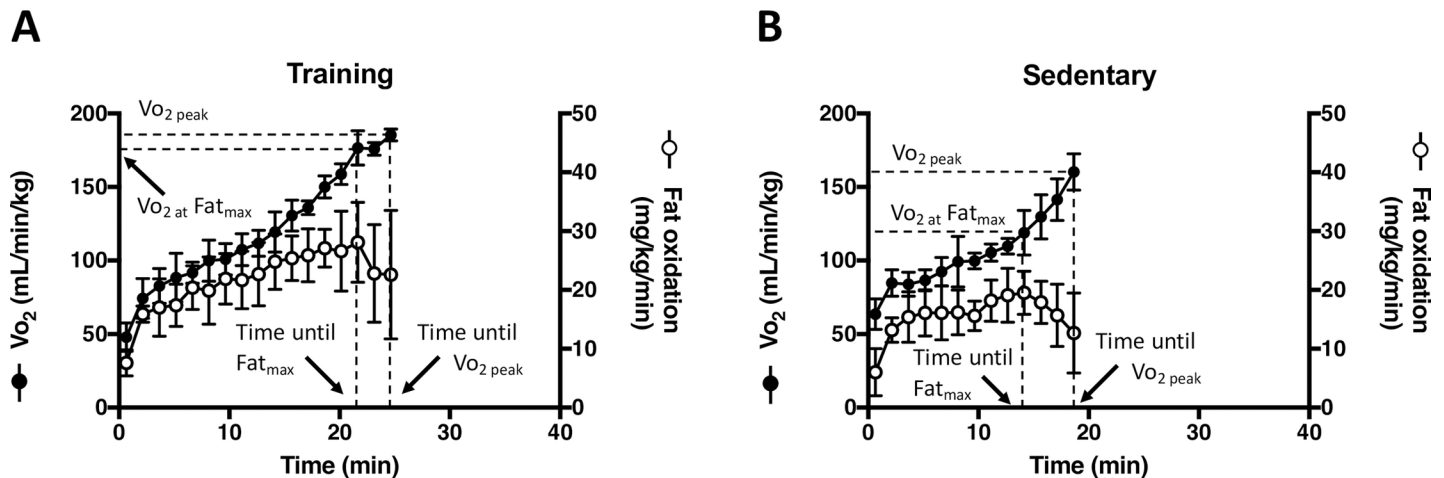 A
Training
200
150
100
50
0
Vo2 (mL/min/kg)
50
40
30
20
10
0
Fat oxidation
(mg/kg/min)
Vo2 peak
Vo2 at Fatmax
Time until
Fatmax
Time until
Vo2 peak
0 10 20 30 40
Time (min)
B
Sedentary
200
150
100
50
0
Vo2 (mL/min/kg)
50
40
30
20
10
0
Fat oxidation
(mg/kg/min)
Vo2 peak
Vo2 at Fatmax
Time until
Fatmax
Time until
Vo2 peak
0 10 20 30 40
Time (min)